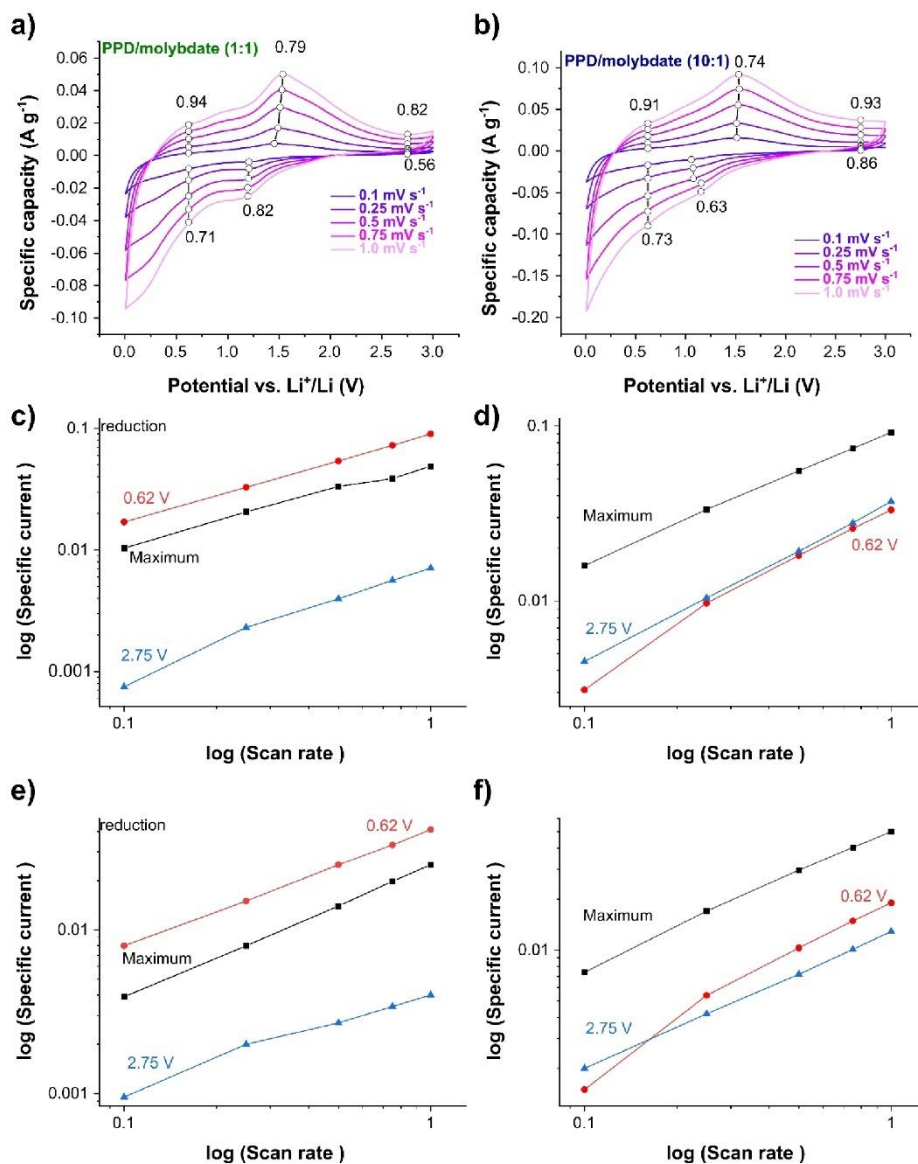 a)
PPD/molybdate (1:1)
Specific capacity (A g⁻¹)
0.06
0.04
0.02
0.00
-0.02
-0.04
-0.06
-0.08
-0.10
0.94
0.79
0.82
0.56
0.71
0.82
0.1 mV s⁻¹
0.25 mV s⁻¹
0.5 mV s⁻¹
0.75 mV s⁻¹
1.0 mV s⁻¹
0.0 0.5 1.0 1.5 2.0 2.5 3.0
Potential vs. Li⁺/Li (V)
b)
PPD/molybdate (10:1)
Specific capacity (A g⁻¹)
0.10
0.05
0.00
-0.05
-0.10
-0.15
-0.20
0.91
0.74
0.93
0.86
0.73
0.63
0.1 mV s⁻¹
0.25 mV s⁻¹
0.5 mV s⁻¹
0.75 mV s⁻¹
1.0 mV s⁻¹
0.0 0.5 1.0 1.5 2.0 2.5 3.0
Potential vs. Li⁺/Li (V)
c)
reduction
log (Specific current )
0.1
0.01
0.001
0.62 V
Maximum
2.75 V
0.1 1
log (Scan rate )
d)
log (Specific current )
0.1
0.01
Maximum
0.62 V
2.75 V
0.1 1
log (Scan rate )
e)
reduction
log (Specific current )
0.01
0.001
0.62 V
Maximum
2.75 V
0.1 1
log (Scan rate )
f)
log (Specific current )
0.01
Maximum
0.62 V
2.75 V
0.1 1
log (Scan rate )